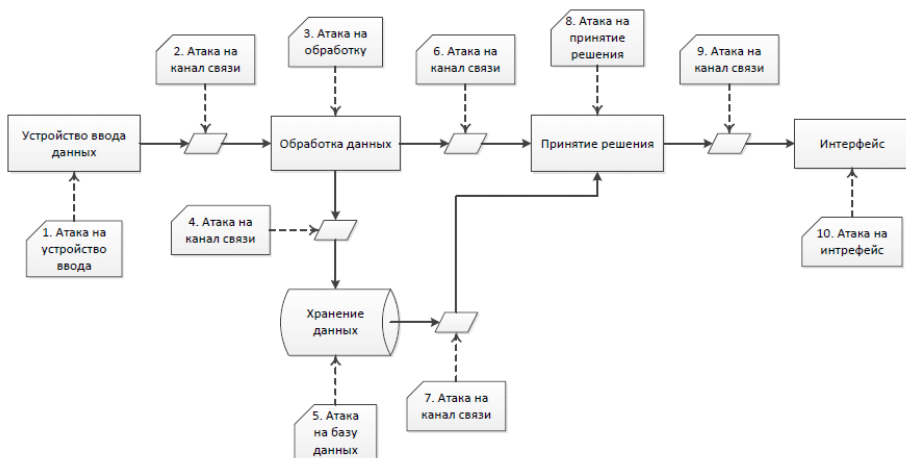 2. Атака на
канал связи
3. Атака на
обработку
6. Атака на
канал связи
8. Атака на
принятие
решения
9. Атака на
канал связи
Устройство ввода
данных
Обработка данных
Принятие решения
Интерфейс
1. Атака на
устройство
ввода
4. Атака на
канал связи
10. Атака на
интрефейс
Хранение
данных
5. Атака
на базу
данных
7. Атака на
канал связи